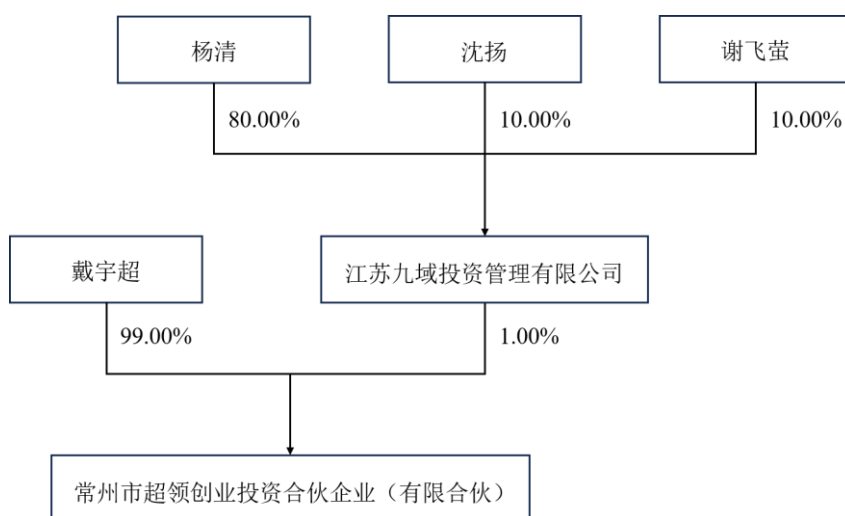 杨清
沈扬
谢飞萤
80.00%
10.00%
10.00%
戴宇超
江苏九域投资管理有限公司
99.00%
1.00%
常州市超领创业投资合伙企业（有限合伙）